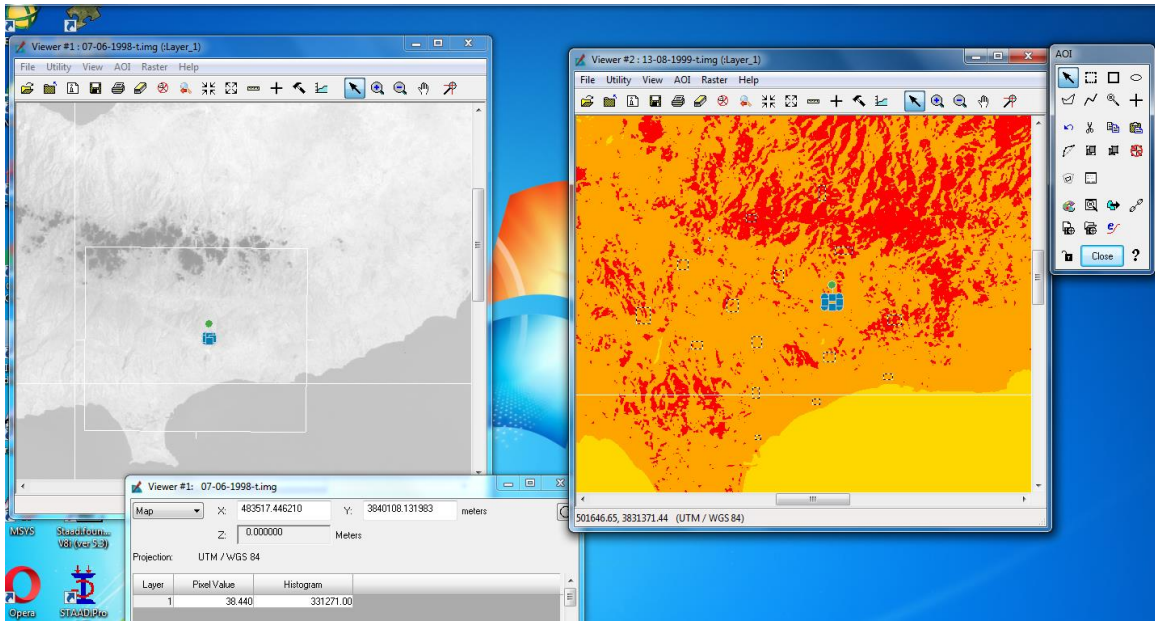 Viewer #1 : 07-06-1998-t.img (:Layer_1)
File Utility View AOI Raster Help
Viewer #2 : 13-08-1999-t.img (:Layer_1)
File Utility View AOI Raster Help
501646.65, 3831371.44 (UTM / WGS 84)
AOI
Close
?
Viewer #1: 07-06-1998-t.img
Map X: 483517.446210 Y: 3840108.131983 meters
Z: 0.000000 Meters
Projection: UTM / WGS 84
Layer Pixel Value Histogram
1 38.440 331271.00
MSYS
Opera
STAADiPro